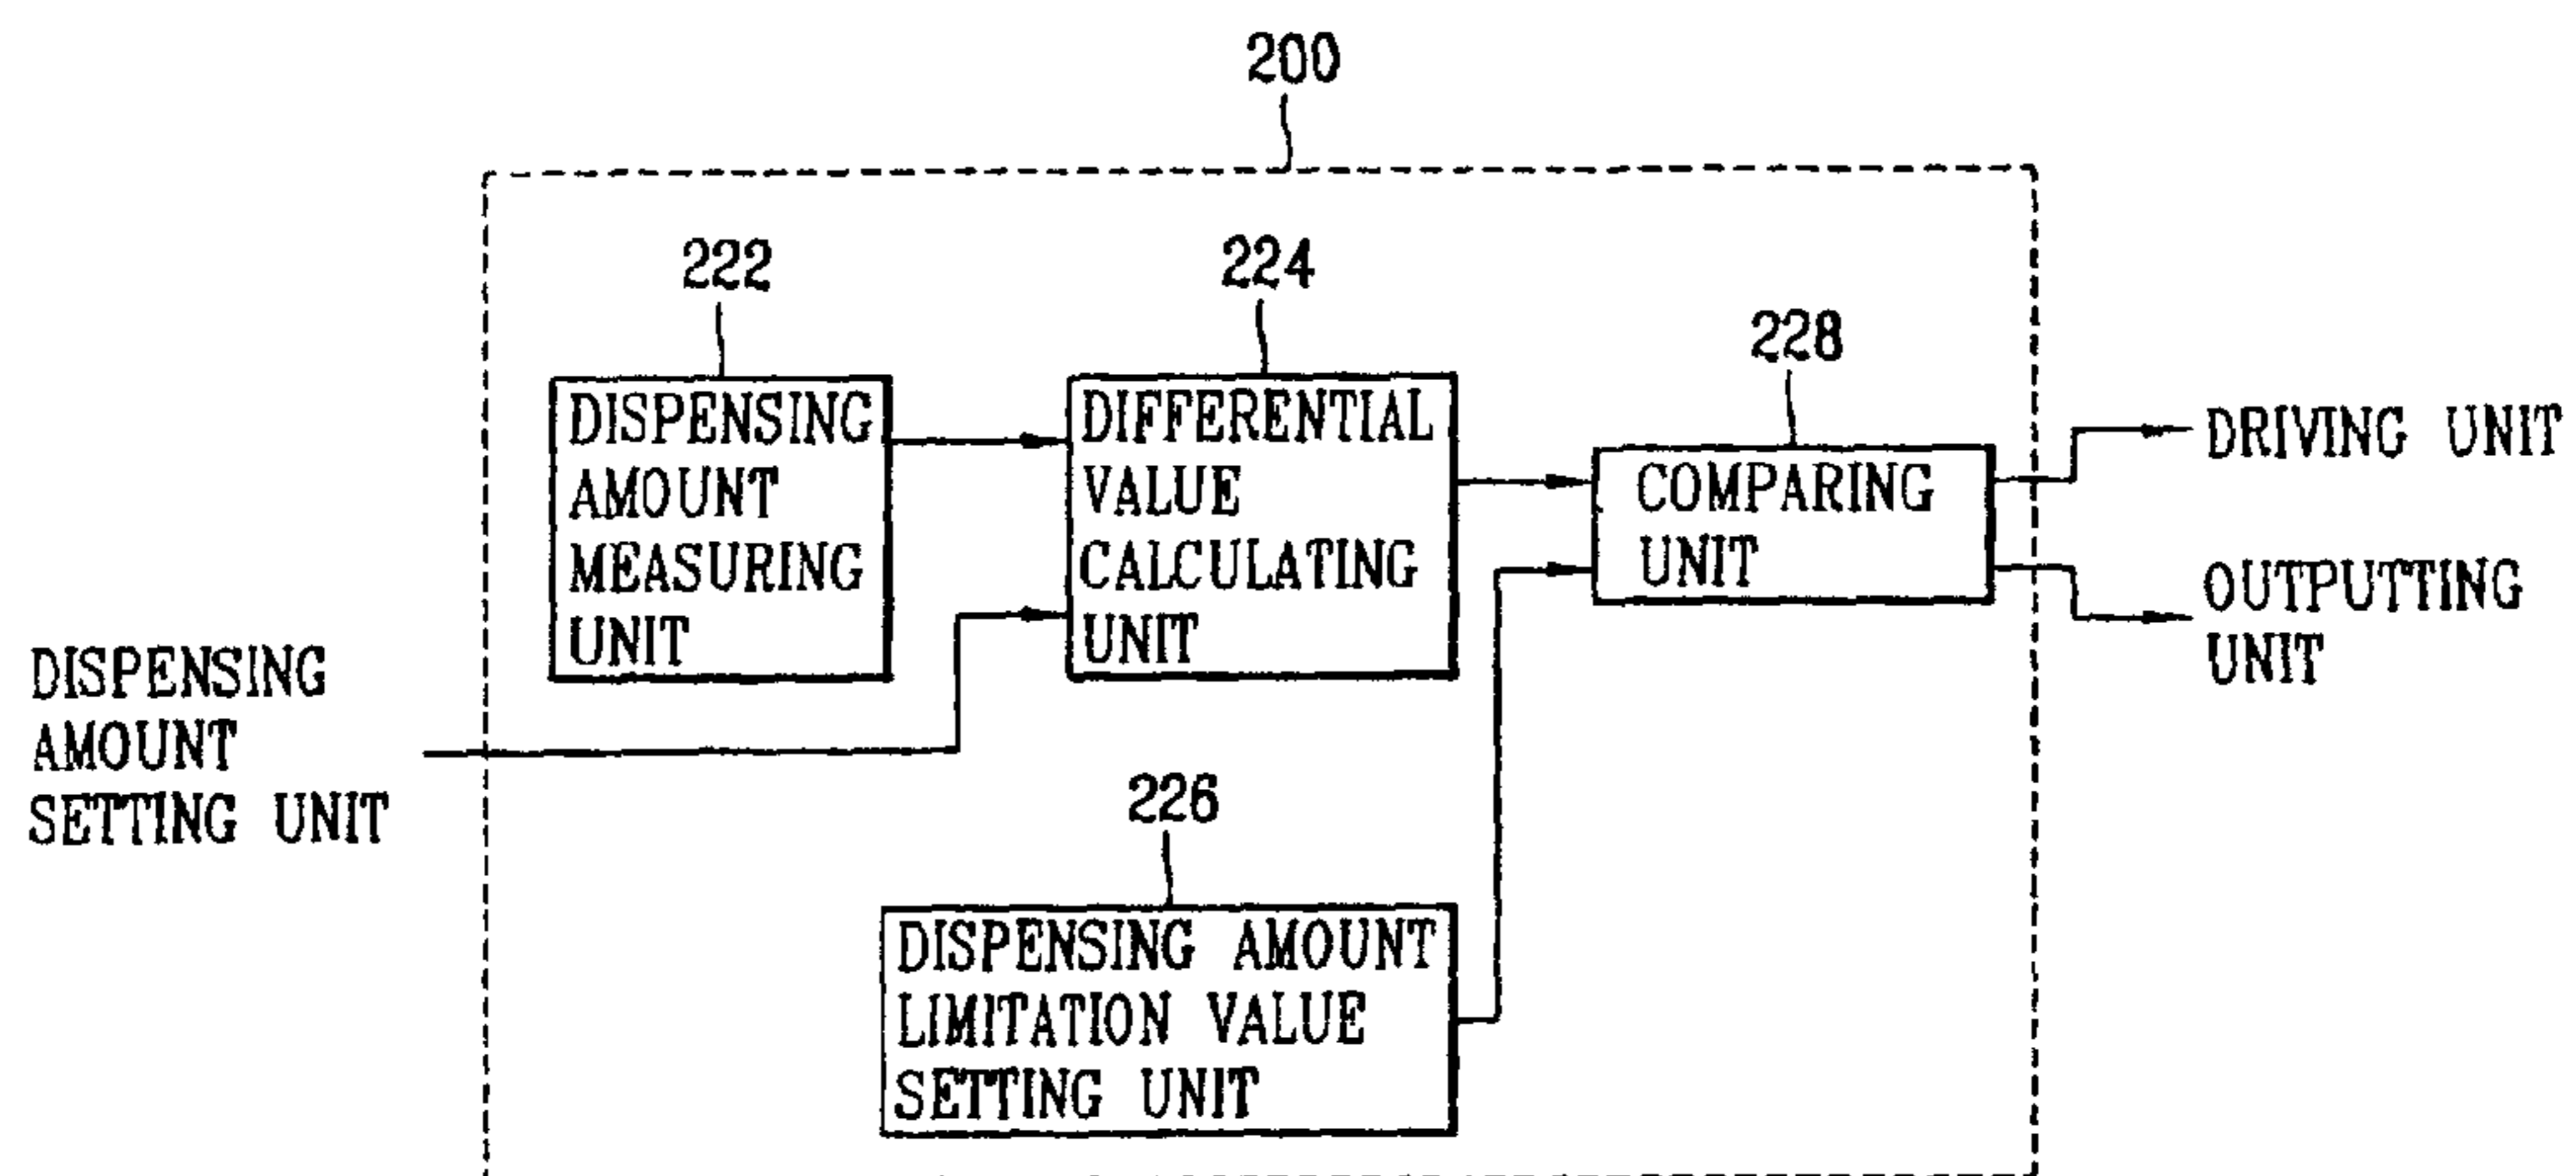 200
222
DISPENSING
AMOUNT
MEASURING
UNIT
224
DIFFERENTIAL
VALUE
CALCULATING
UNIT
228
COMPARING
UNIT
DRIVING UNIT
OUTPUTTING
UNIT
DISPENSING
AMOUNT
SETTING UNIT
226
DISPENSING AMOUNT
LIMITATION VALUE
SETTING UNIT